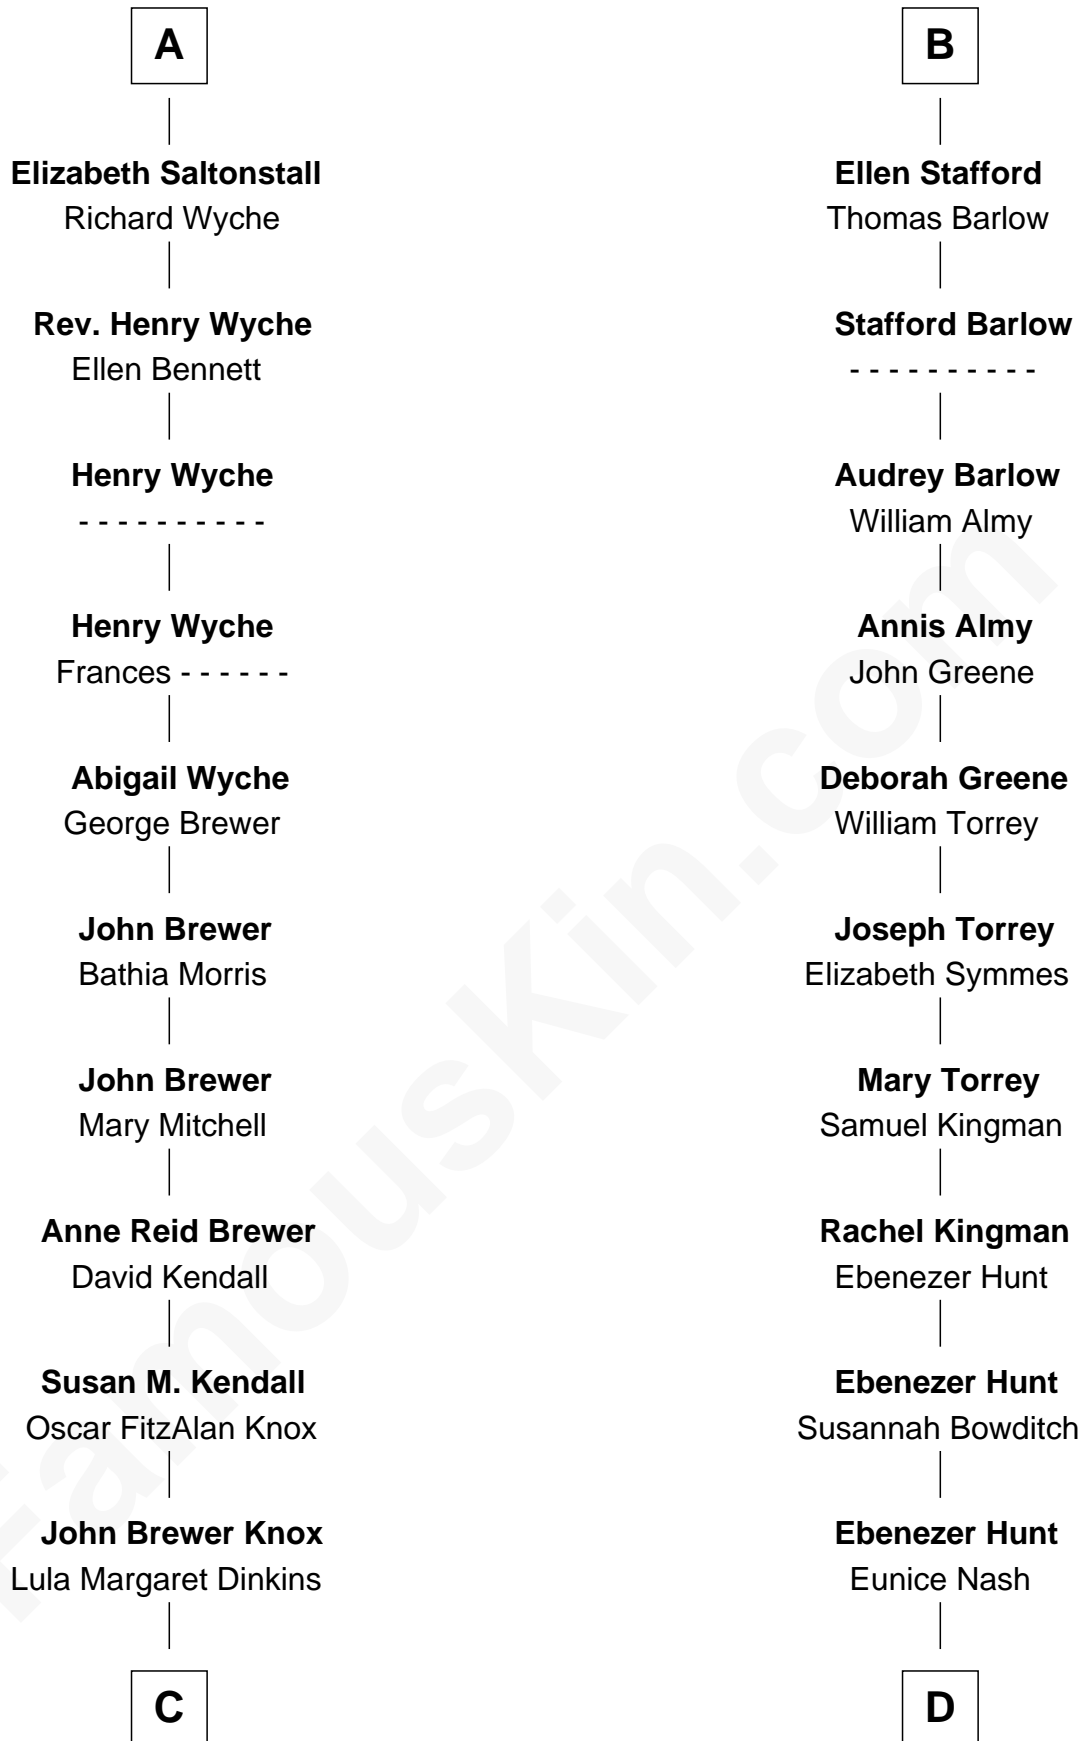 A
Elizabeth Saltonstall
Richard Wyche
Rev. Henry Wyche
Ellen Bennett
Henry Wyche
- - - - - - - - - -
Henry Wyche
Frances - - - - - -
Abigail Wyche
George Brewer
John Brewer
Bathia Morris
John Brewer
Mary Mitchell
Anne Reid Brewer
David Kendall
Susan M. Kendall
Oscar FitzAlan Knox
John Brewer Knox
Lula Margaret Dinkins
C
B
Ellen Stafford
Thomas Barlow
Stafford Barlow
- - - - - - - - - -
Audrey Barlow
William Almy
Annis Almy
John Greene
Deborah Greene
William Torrey
Joseph Torrey
Elizabeth Symmes
Mary Torrey
Samuel Kingman
Rachel Kingman
Ebenezer Hunt
Ebenezer Hunt
Susannah Bowditch
Ebenezer Hunt
Eunice Nash
D
FamousKin.com